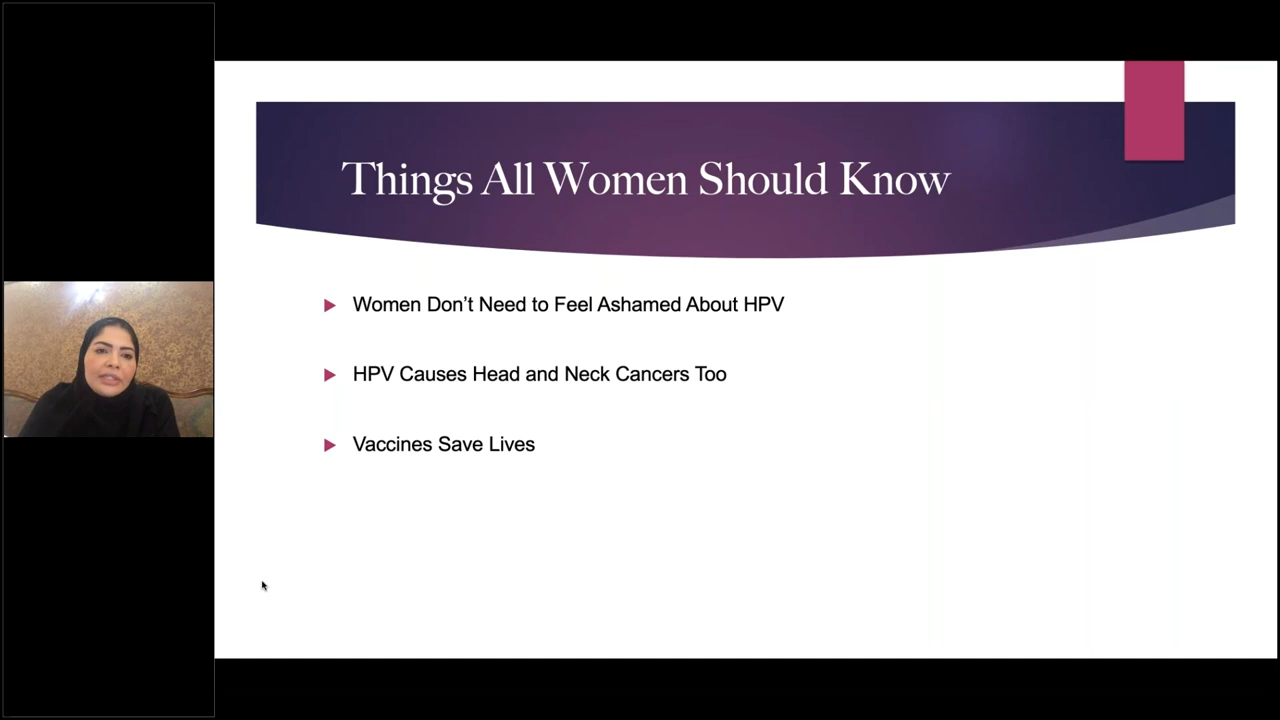 Things All Women Should Know
Women Don’t Need to Feel Ashamed About HPV
HPV Causes Head and Neck Cancers Too
Vaccines Save Lives